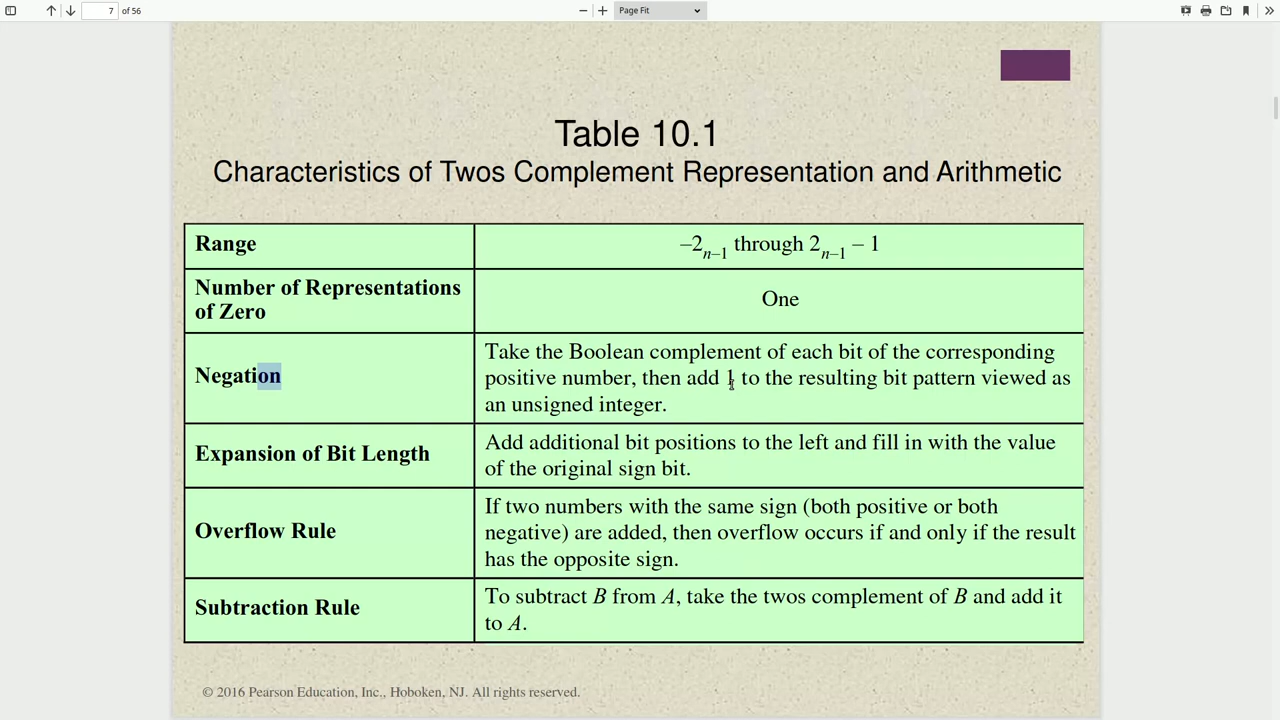 7 of 56
Page Fit
Table 10.1
Characteristics of Twos Complement Representation and Arithmetic
Range
–2n–1 through 2n–1 – 1
Number of Representations
of Zero
One
Negation
Take the Boolean complement of each bit of the corresponding
positive number, then add 1 to the resulting bit pattern viewed as
an unsigned integer.
Expansion of Bit Length
Add additional bit positions to the left and fill in with the value
of the original sign bit.
Overflow Rule
If two numbers with the same sign (both positive or both
negative) are added, then overflow occurs if and only if the result
has the opposite sign.
Subtraction Rule
To subtract B from A, take the twos complement of B and add it
to A.
© 2016 Pearson Education, Inc., Hoboken, NJ. All rights reserved.